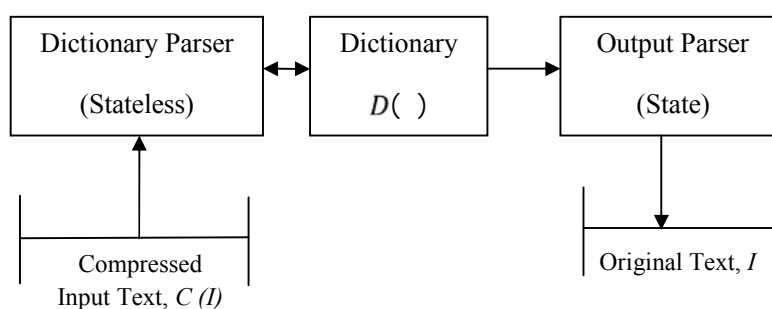 Dictionary Parser
(Stateless)
Dictionary
D( )
Output Parser
(State)
Compressed
Input Text, C (I)
Original Text, I